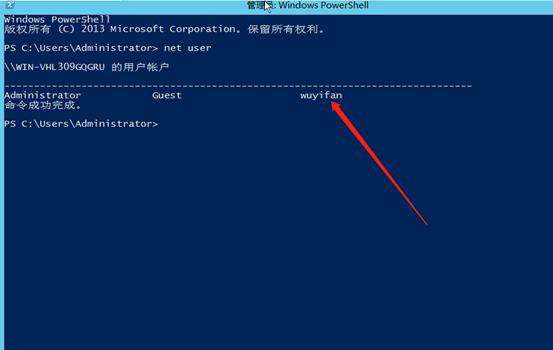 管理员: Windows PowerShell
Windows PowerShell
版权所有 (C) 2013 Microsoft Corporation。保留所有权利。
PS C:\Users\Administrator> net user
\\WIN-VHL309GQGRU 的用户帐户
-------------------------------------------------------------------------------
Administrator Guest wuyifan
命令成功完成。
PS C:\Users\Administrator>